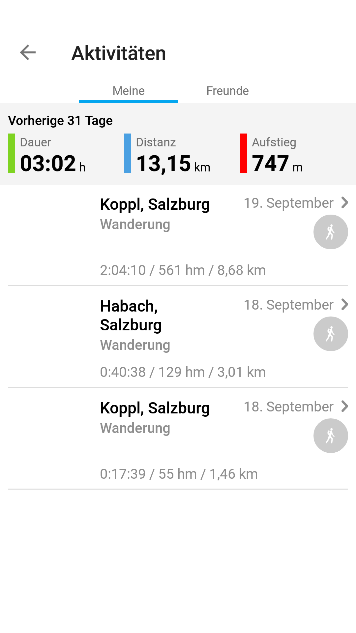 Aktivitäten
Meine
Freunde
Vorherige 31 Tage
Dauer
03:02 h
Distanz
13,15 km
Aufstieg
747 m
Koppl, Salzburg
19. September
Wanderung
2:04:10 / 561 hm / 8,68 km
Habach,
Salzburg
18. September
Wanderung
0:40:38 / 129 hm / 3,01 km
Koppl, Salzburg
18. September
Wanderung
0:17:39 / 55 hm / 1,46 km